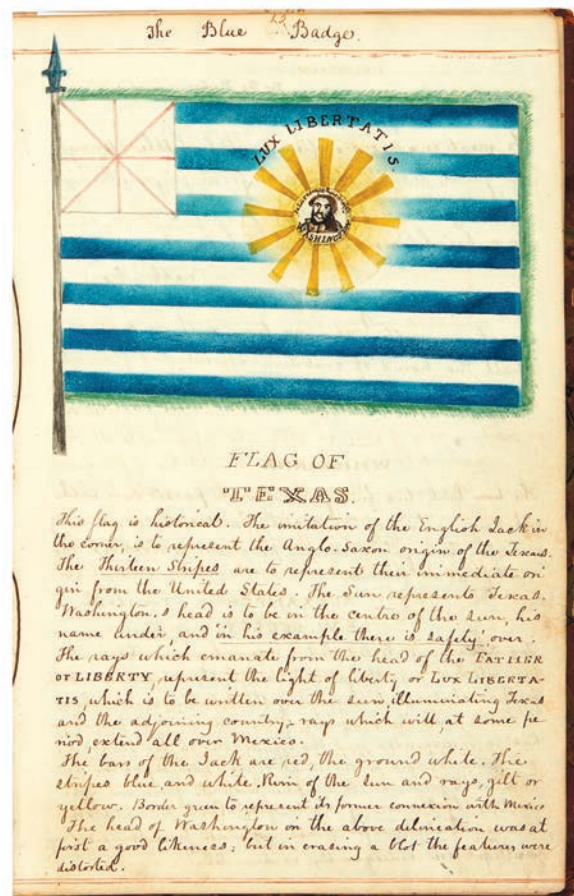 23
The Blue Badge.
LUX LIBERTATIS.
WASHINGTON
FLAG OF
TEXAS.
This flag is historical. The imitation of the English Jack in
the corner, is to represent the Anglo-Saxon origin of the Texans.
The Thirteen Stripes are to represent their immediate ori
gin from the United States. The Sun represents Texas.
Washington,s head is to be in the centre of the sun, his
name under, and 'in his example there is safety' over.
The rays which emanate from the head of the FATHER
OF LIBERTY, represent the light of liberty or LUX LIBERTA-
TIS, which is to be written over the sun, illuminating Texas
and the adjoining country,- rays which will, at some pe
riod, extend all over Mexico.
The bars of the Jack are red, the ground white. The
stripes blue, and white. Rim of the sun and rays, gilt or
yellow. Border green to represent its former connexion with Mexico
The head of Washington on the above delineation was at
first a good likeness; but in erasing a blot the features were
distorted.